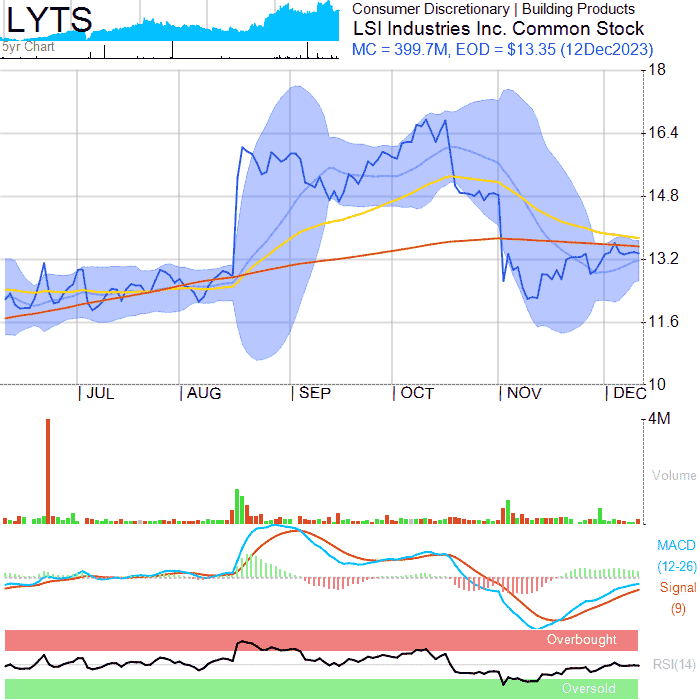 LYTS
5yr Chart
Consumer Discretionary | Building Products
LSI Industries Inc. Common Stock
MC = 399.7M, EOD = $13.35 (12Dec2023)
18
16.4
14.8
13.2
11.6
10
| JUL | AUG | SEP | OCT | NOV | DEC
4M
Volume
MACD
(12-26)
Signal
(9)
Overbought
RSI(14)
Oversold